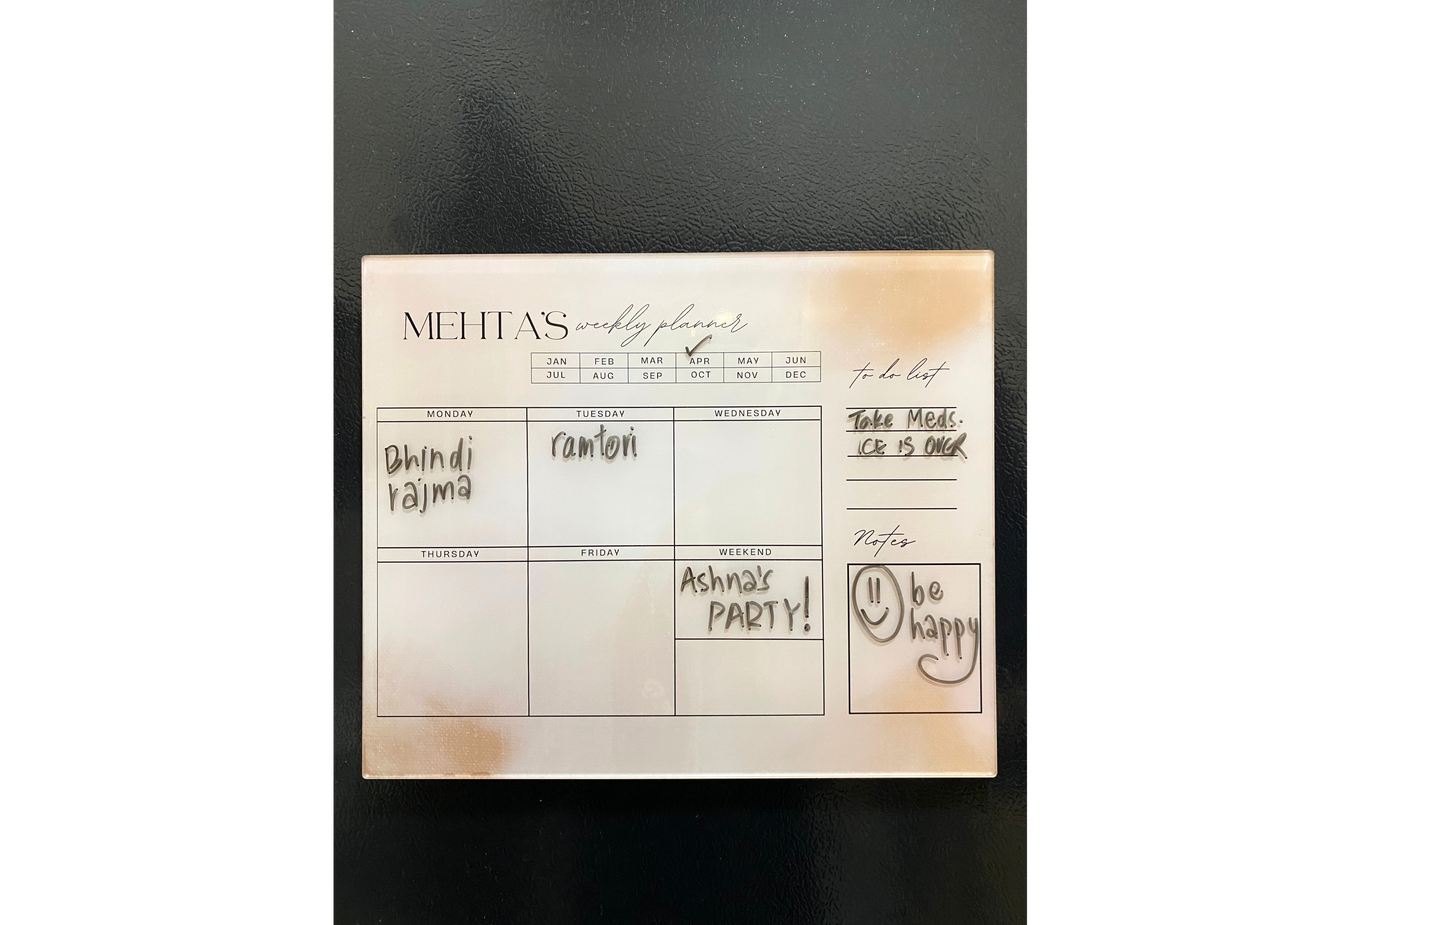 MEHTA'S weekly planner
JAN FEB MAR APR MAY JUN
JUL AUG SEP OCT NOV DEC
MONDAY TUESDAY WEDNESDAY
Bhindi
rajma
ramtori
THURSDAY FRIDAY WEEKEND
Ashna's
PARTY!
to do list
Take Meds.
ICE IS OVER
Notes
be
happy